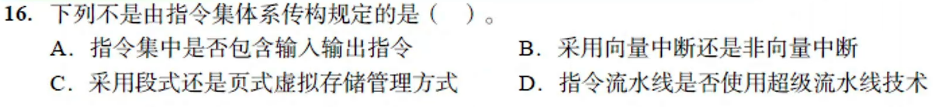 16. 下列不是由指令集体系传构规定的是（ ）。
A. 指令集中是否包含输入输出指令 B. 采用向量中断还是非向量中断
C. 采用段式还是页式虚拟存储管理方式 D. 指令流水线是否使用超级流水线技术